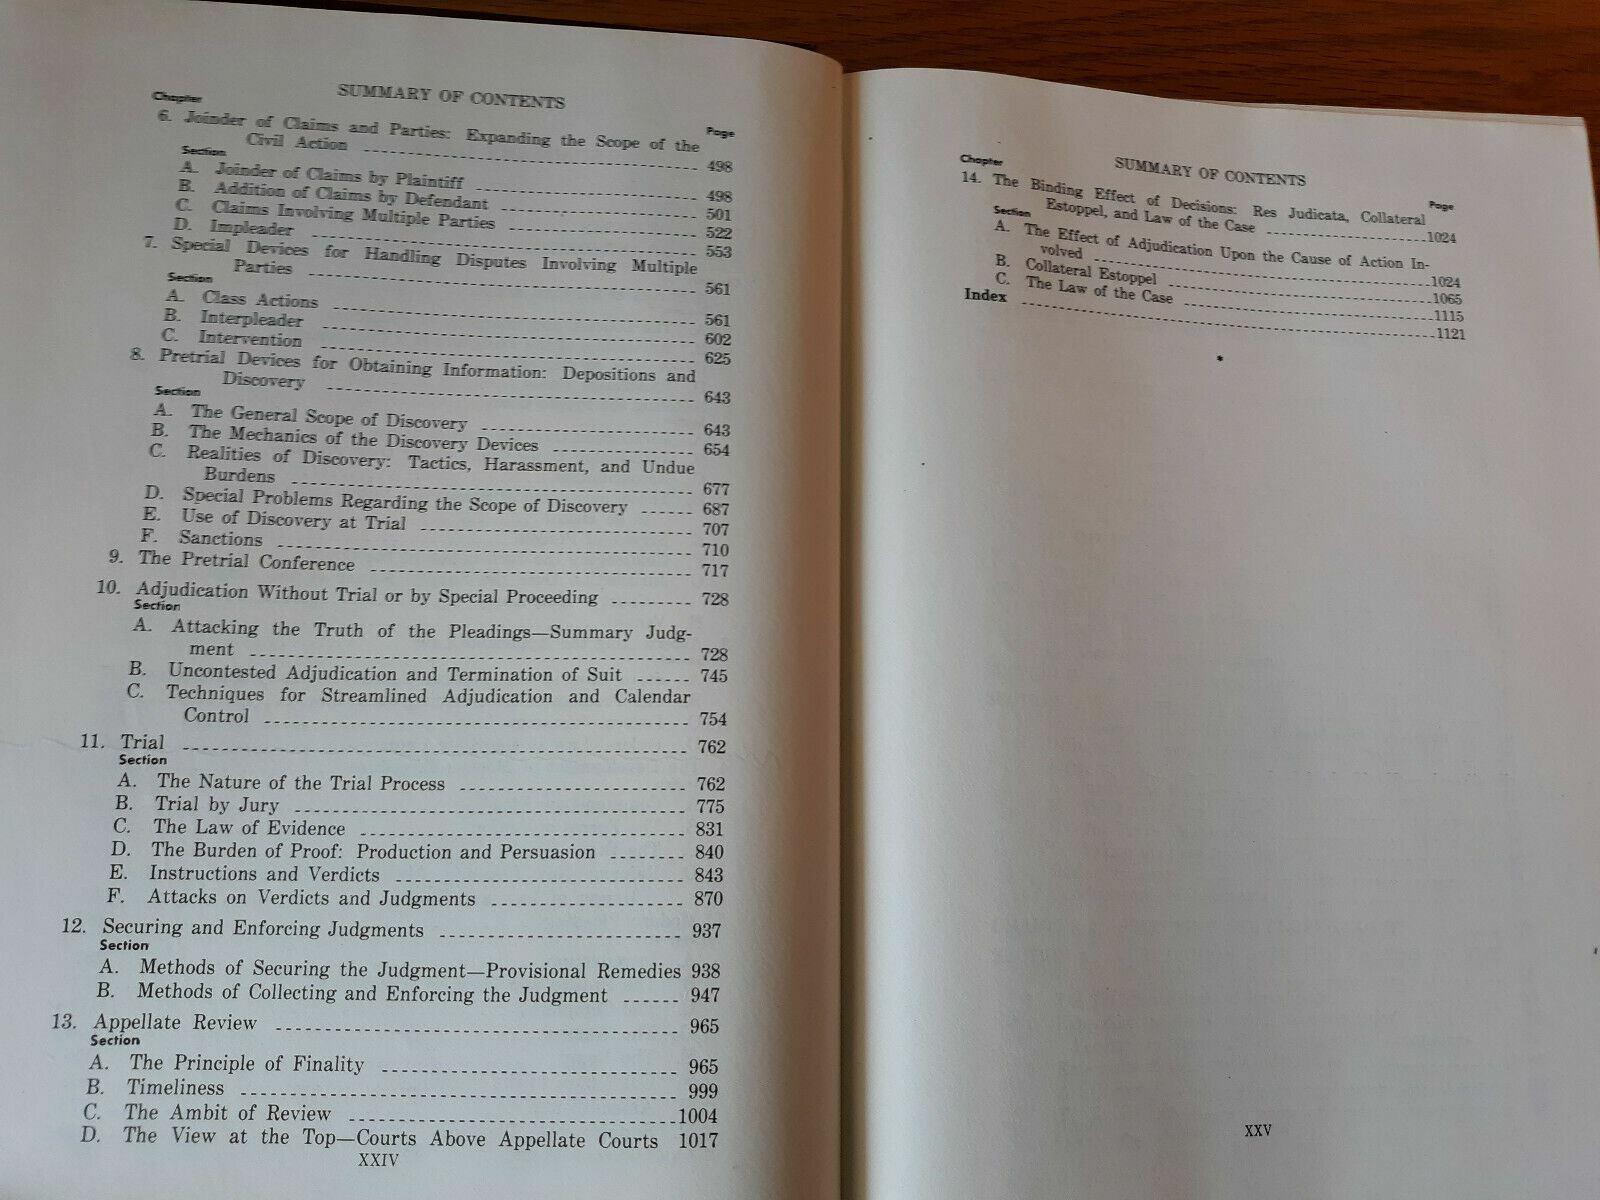 SUMMARY OF CONTENTS
Chapter Page
6. Joinder of Claims and Parties: Expanding the Scope of the
Civil Action 498
Section
A. Joinder of Claims by Plaintiff 498
B. Addition of Claims by Defendant 501
C. Claims Involving Multiple Parties 522
D. Impleader 553
7. Special Devices for Handling Disputes Involving Multiple
Parties 561
Section
A. Class Actions 561
B. Interpleader 602
C. Intervention 625
8. Pretrial Devices for Obtaining Information: Depositions and
Discovery 643
Section
A. The General Scope of Discovery 643
B. The Mechanics of the Discovery Devices 654
C. Realities of Discovery: Tactics, Harassment, and Undue
Burdens 677
D. Special Problems Regarding the Scope of Discovery 687
E. Use of Discovery at Trial 707
F. Sanctions 710
9. The Pretrial Conference 717
10. Adjudication Without Trial or by Special Proceeding 728
Section
A. Attacking the Truth of the Pleadings—Summary Judg-
ment 728
B. Uncontested Adjudication and Termination of Suit 745
C. Techniques for Streamlined Adjudication and Calendar
Control 754
11. Trial 762
Section
A. The Nature of the Trial Process 762
B. Trial by Jury 775
C. The Law of Evidence 831
D. The Burden of Proof: Production and Persuasion 840
E. Instructions and Verdicts 843
F. Attacks on Verdicts and Judgments 870
12. Securing and Enforcing Judgments 937
Section
A. Methods of Securing the Judgment—Provisional Remedies 938
B. Methods of Collecting and Enforcing the Judgment 947
13. Appellate Review 965
Section
A. The Principle of Finality 965
B. Timeliness 999
C. The Ambit of Review 1004
D. The View at the Top—Courts Above Appellate Courts 1017
XXIV
SUMMARY OF CONTENTS
Chapter Page
14. The Binding Effect of Decisions: Res Judicata, Collateral
Estoppel, and Law of the Case 1024
Section
A. The Effect of Adjudication Upon the Cause of Action In-
volved 1024
B. Collateral Estoppel 1065
C. The Law of the Case 1115
Index 1121
*
XXV